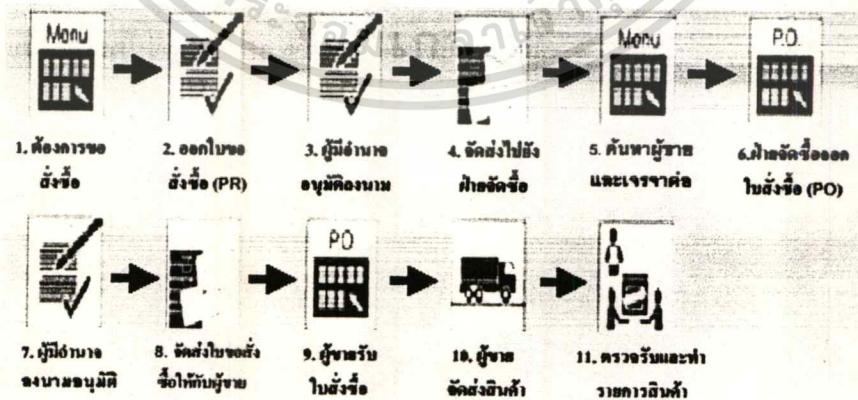 Menu
P.O.
1. ต้องการขอ
สั่งซื้อ
2. ออกใบขอ
สั่งซื้อ (PR)
3. ผู้มีอำนาจ
อนุมัติลงนาม
4. จัดส่งไปยัง
ฝ่ายจัดซื้อ
Menu
5. ค้นหาผู้ขาย
และเจรจาต่อ
6.ฝ่ายจัดซื้อออก
ใบสั่งซื้อ (PO)
7. ผู้มีอำนาจ
ลงนามอนุมัติ
8. จัดส่งใบขอสั่ง
ซื้อให้กับผู้ขาย
PO
9. ผู้ขายรับ
ใบสั่งซื้อ
10. ผู้ขาย
จัดส่งสินค้า
11. ตรวจรับและทำ
รายการสินค้า